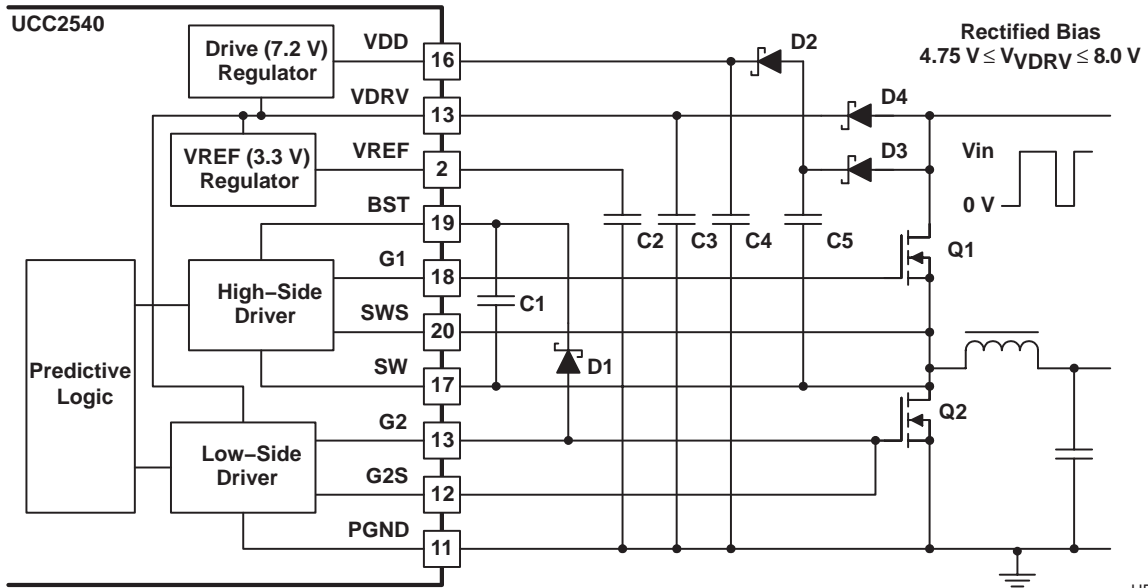 UCC2540
Drive (7.2 V)
Regulator
VDD
16
D2
Rectified Bias
4.75 V ≤ VVDRV ≤ 8.0 V
VDRV
13
D4
VREF (3.3 V)
Regulator
VREF
2
D3
Vin
0 V
BST
19
C2
C3
C4
C5
Q1
G1
18
High−Side
Driver
C1
SWS
20
Predictive
Logic
SW
17
D1
G2
13
Q2
Low−Side
Driver
G2S
12
PGND
11